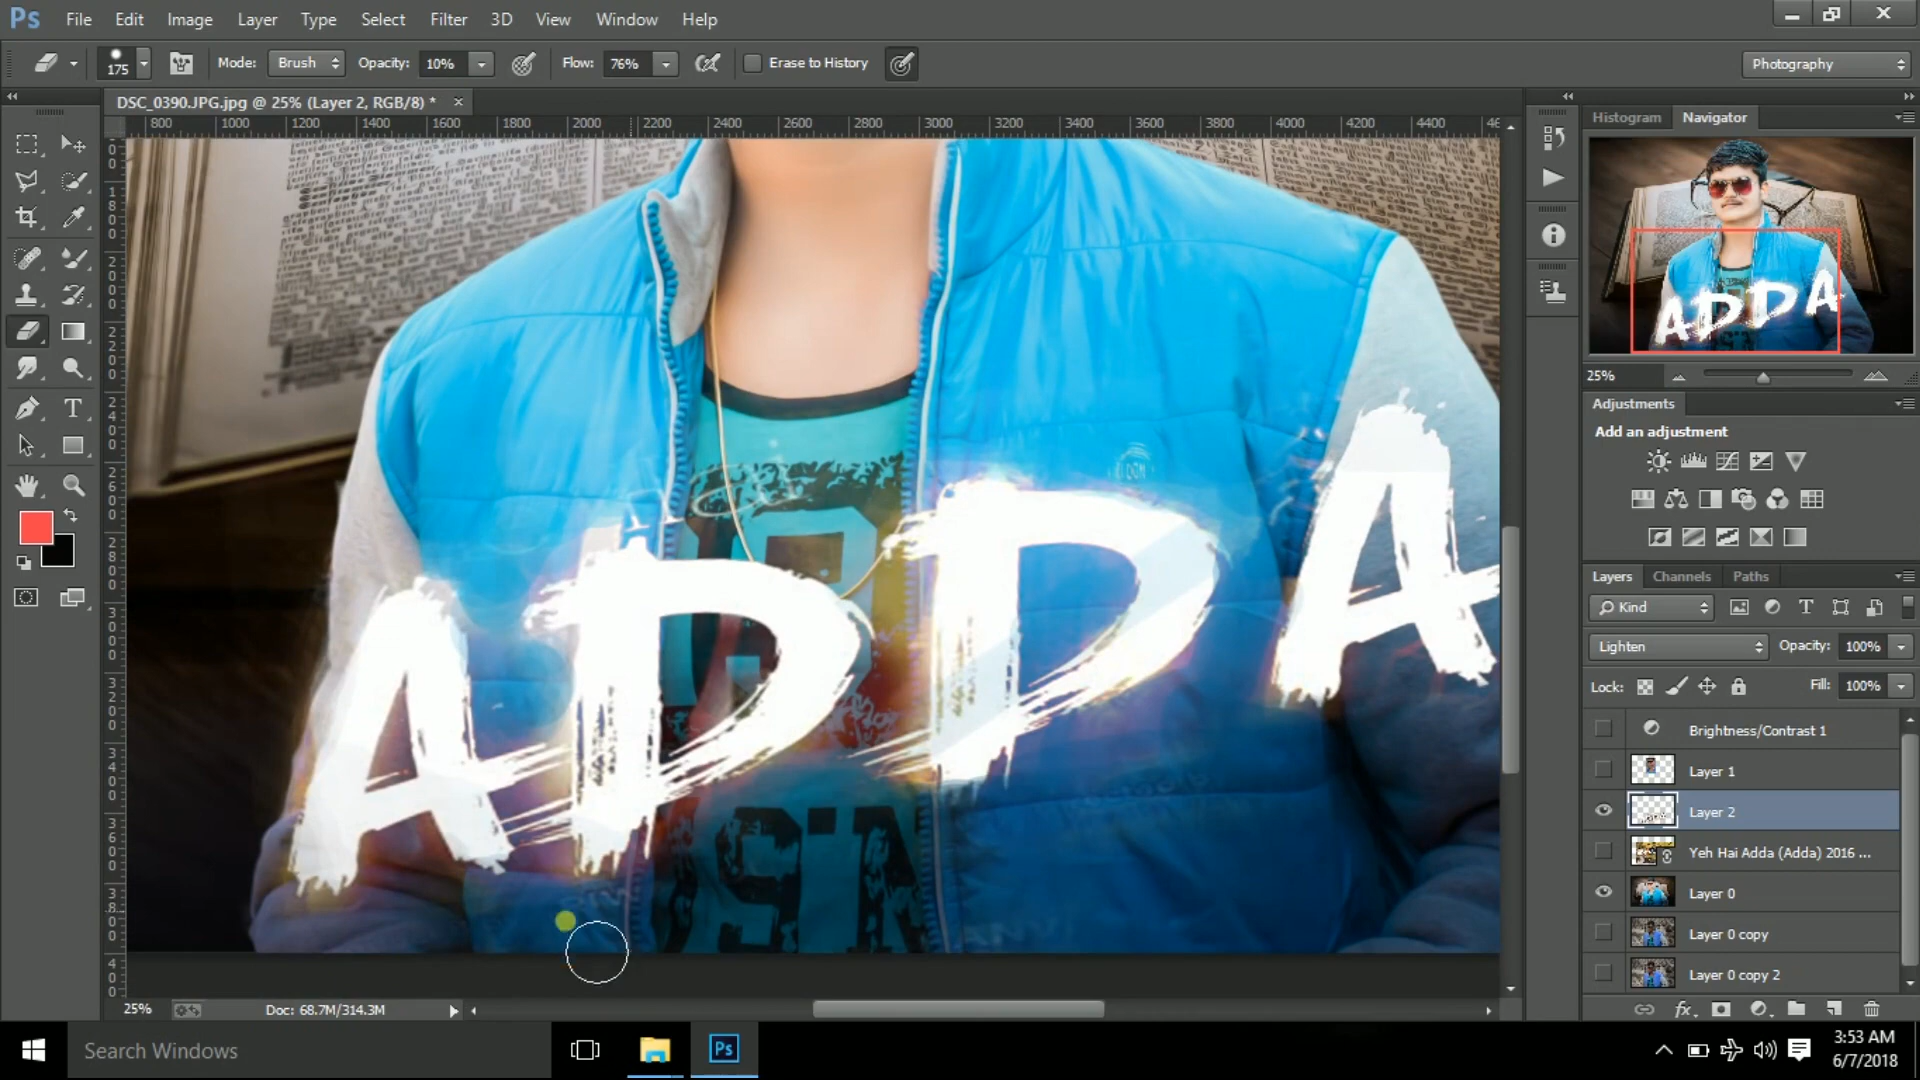 Ps File Edit Image Layer Type Select Filter 3D View Window Help
175 Mode: Brush Opacity: 10% Flow: 76% Erase to History Photography
DSC_0390.JPG.jpg @ 25% (Layer 2, RGB/8) *
800 1000 1200 1400 1600 1800 2000 2200 2400 2600 2800 3000 3200 3400 3600 3800 4000 4200 4400
Histogram Navigator
ADDA
25%
Adjustments
Add an adjustment
Layers Channels Paths
Kind
Lighten Opacity: 100%
Lock: Fill: 100%
Brightness/Contrast 1
Layer 1
Layer 2
Yeh Hai Adda (Adda) 2016 ...
Layer 0
Layer 0 copy
Layer 0 copy 2
ADDA
25% Doc: 68.7M/314.3M
Search Windows Ps
3:53 AM
6/7/2018